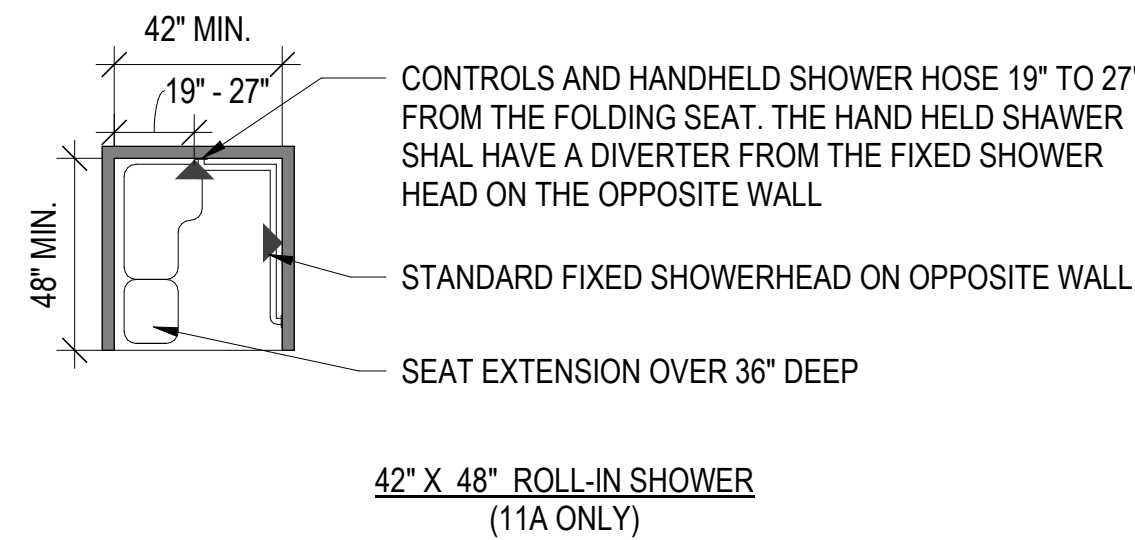 42" MIN.
19" - 27"
48" MIN.
CONTROLS AND HANDHELD SHOWER HOSE 19" TO 27"
FROM THE FOLDING SEAT. THE HAND HELD SHAWER
SHAL HAVE A DIVERTER FROM THE FIXED SHOWER
HEAD ON THE OPPOSITE WALL
STANDARD FIXED SHOWERHEAD ON OPPOSITE WALL
SEAT EXTENSION OVER 36" DEEP
42" X 48" ROLL-IN SHOWER
(11A ONLY)